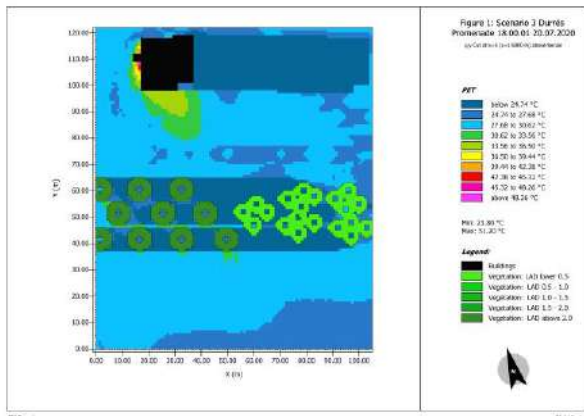 Figure 1: Scenario 3 Durrës
Promenade 18.00.01 20.07.2020
PET
below 24.74 °C
24.74 to 27.68 °C
27.68 to 30.62 °C
30.62 to 33.56 °C
33.56 to 36.50 °C
36.50 to 39.44 °C
39.44 to 42.38 °C
42.38 to 45.32 °C
45.32 to 48.26 °C
above 48.26 °C
Min: 21.80 °C
Max: 51.20 °C
Legend:
Buildings
Vegetation: LAD lower 0.5
Vegetation: LAD 0.5 - 1.0
Vegetation: LAD 1.0 - 1.5
Vegetation: LAD 1.5 - 2.0
Vegetation: LAD above 2.0
N
120.00
110.00
100.00
90.00
80.00
70.00
60.00
50.00
40.00
30.00
20.00
10.00
0.00
Y (m)
0.00 10.00 20.00 30.00 40.00 50.00 60.00 70.00 80.00 90.00 100.00
X (m)